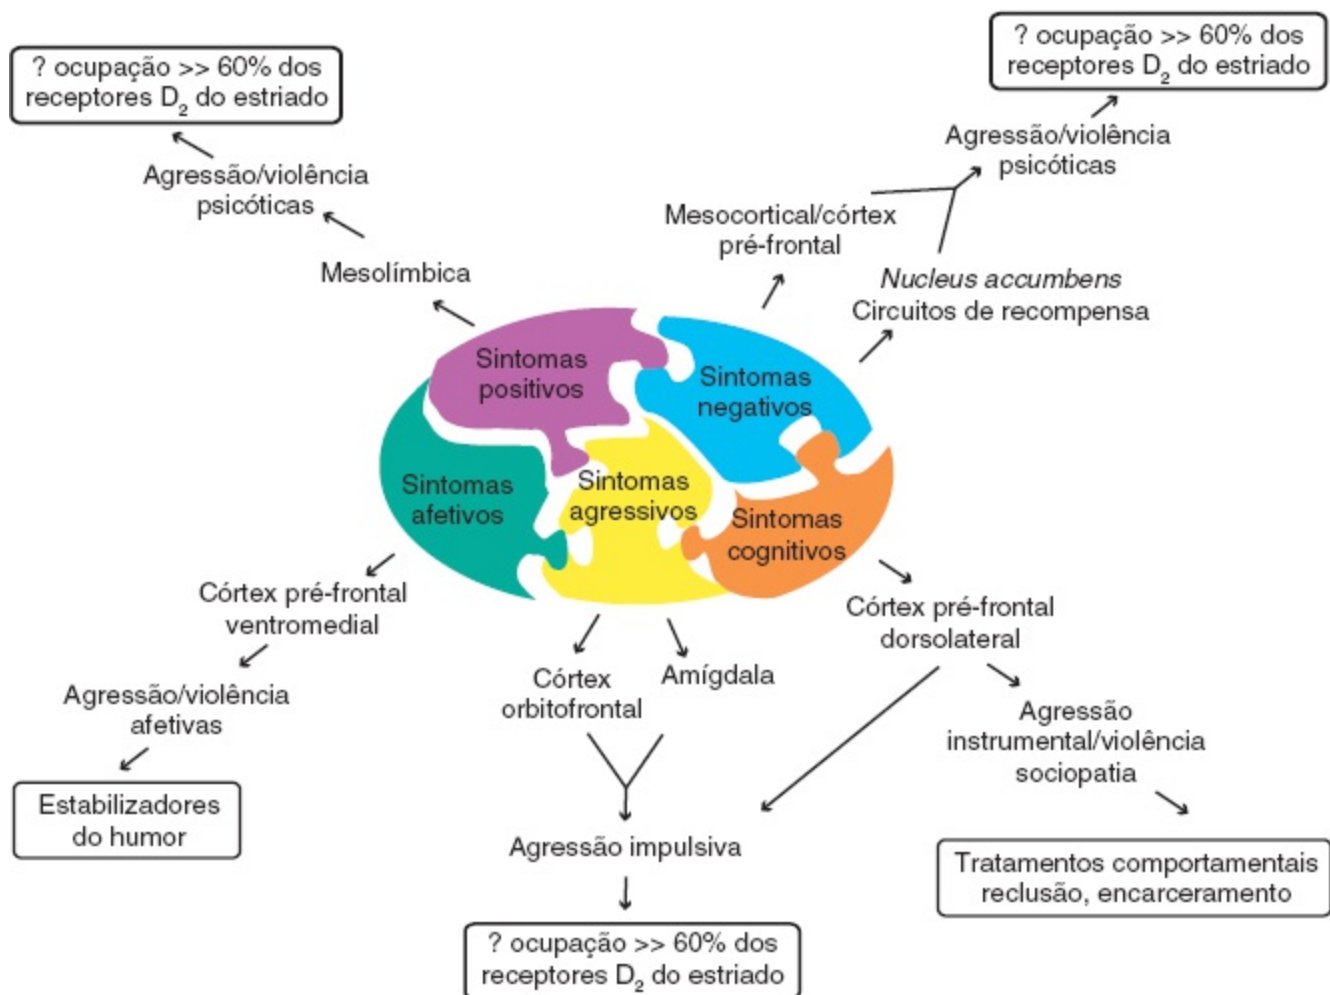 ? ocupação >> 60% dos
receptores D₂ do estriado
Agressão/violência
psicóticas
Mesolímbica
? ocupação >> 60% dos
receptores D₂ do estriado
Agressão/violência
psicóticas
Mesocortical/córtex
pré-frontal
Nucleus accumbens
Circuitos de recompensa
Sintomas
positivos
Sintomas
negativos
Sintomas
afetivos
Sintomas
agressivos
Sintomas
cognitivos
Córtex pré-frontal
ventromedial
Agressão/violência
afetivas
Estabilizadores
do humor
Córtex
orbitofrontal
Amígdala
Agressão impulsiva
? ocupação >> 60% dos
receptores D₂ do estriado
Córtex pré-frontal
dorsolateral
Agressão
instrumental/violência
sociopatia
Tratamentos comportamentais
reclusão, encarceramento